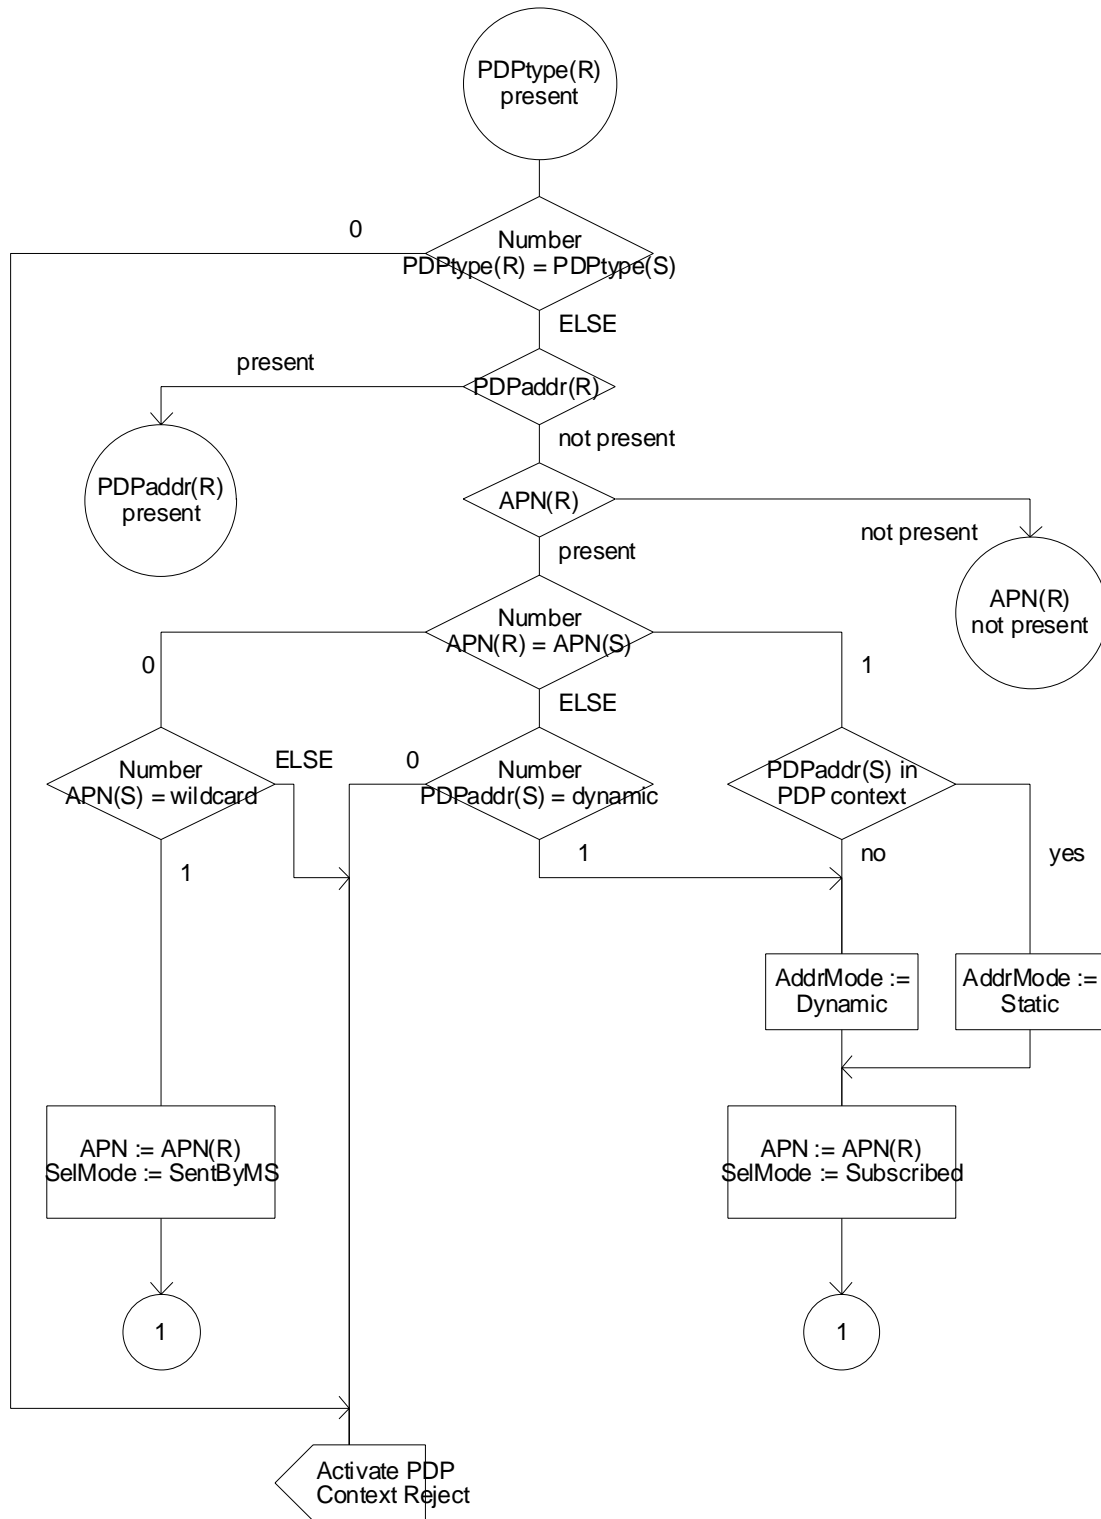 PDPtype(R)
present
0
Number
PDPtype(R) = PDPtype(S)
ELSE
present
PDPaddr(R)
not present
PDPaddr(R)
present
APN(R)
not present
present
APN(R)
not present
Number
APN(R) = APN(S)
0
1
ELSE
ELSE
0
Number
APN(S) = wildcard
Number
PDPaddr(S) = dynamic
PDPaddr(S) in
PDP context
1
1
no
yes
AddrMode :=
Dynamic
AddrMode :=
Static
APN := APN(R)
SelMode := SentByMS
APN := APN(R)
SelMode := Subscribed
1
1
Activate PDP
Context Reject